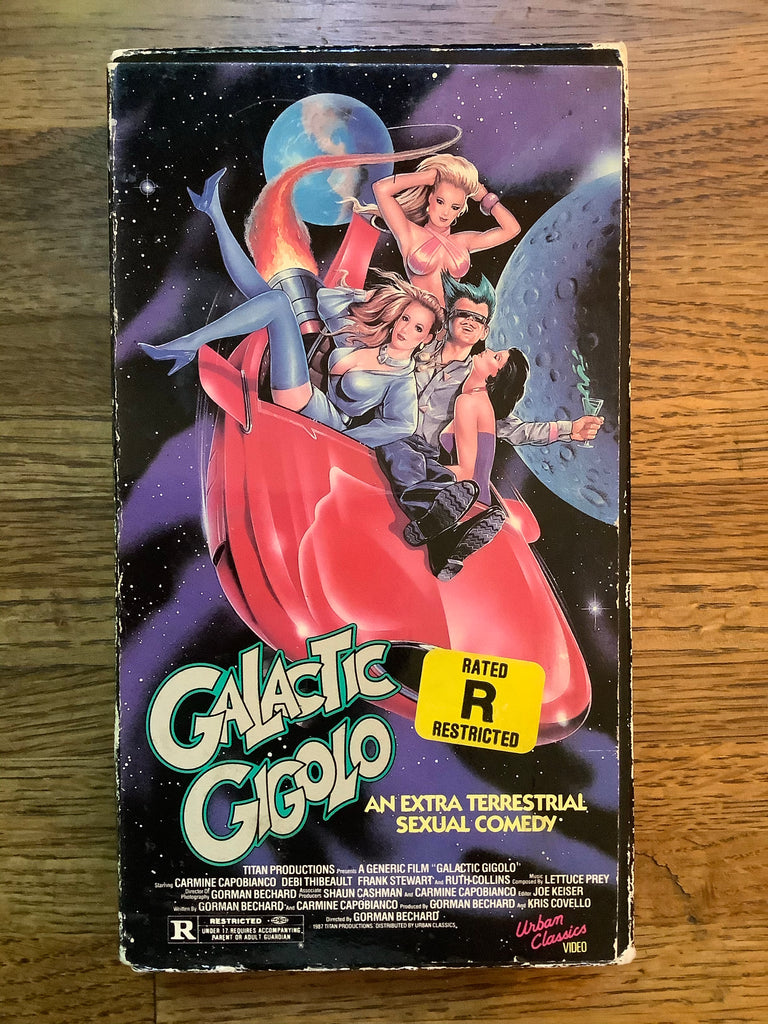 GALACTIC
GIGOLO
RATED
R
RESTRICTED
AN EXTRA TERRESTRIAL
SEXUAL COMEDY
TITAN PRODUCTIONS Presents A GENERIC FILM "GALACTIC GIGOLO"
Starring CARMINE CAPOBIANCO DEBI THIBEAULT FRANK STEWART And RUTH COLLINS Music Composed by LETTUCE PREY
Director Of Photography GORMAN BECHARD Associate Producers SHAUN CASHMAN And CARMINE CAPOBIANCO Editor JOE KEISER
Written By GORMAN BECHARD And CARMINE CAPOBIANCO Produced By GORMAN BECHARD And KRIS COVELLO
Directed By GORMAN BECHARD
1987 TITAN PRODUCTIONS. DISTRIBUTED BY URBAN CLASSICS
R RESTRICTED
UNDER 17 REQUIRES ACCOMPANYING
PARENT OR ADULT GUARDIAN
Urban
Classics
VIDEO